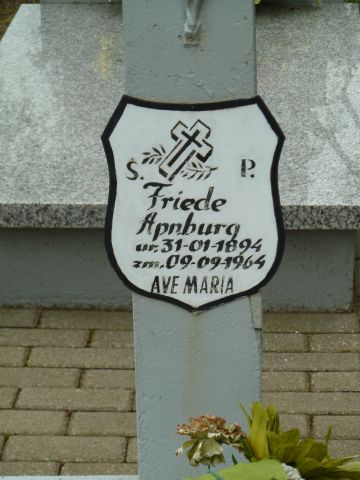 Ś. P.
Friede
Apnburg
ur. 31-01-1894
zm. 09-09-1964
AVE MARIA